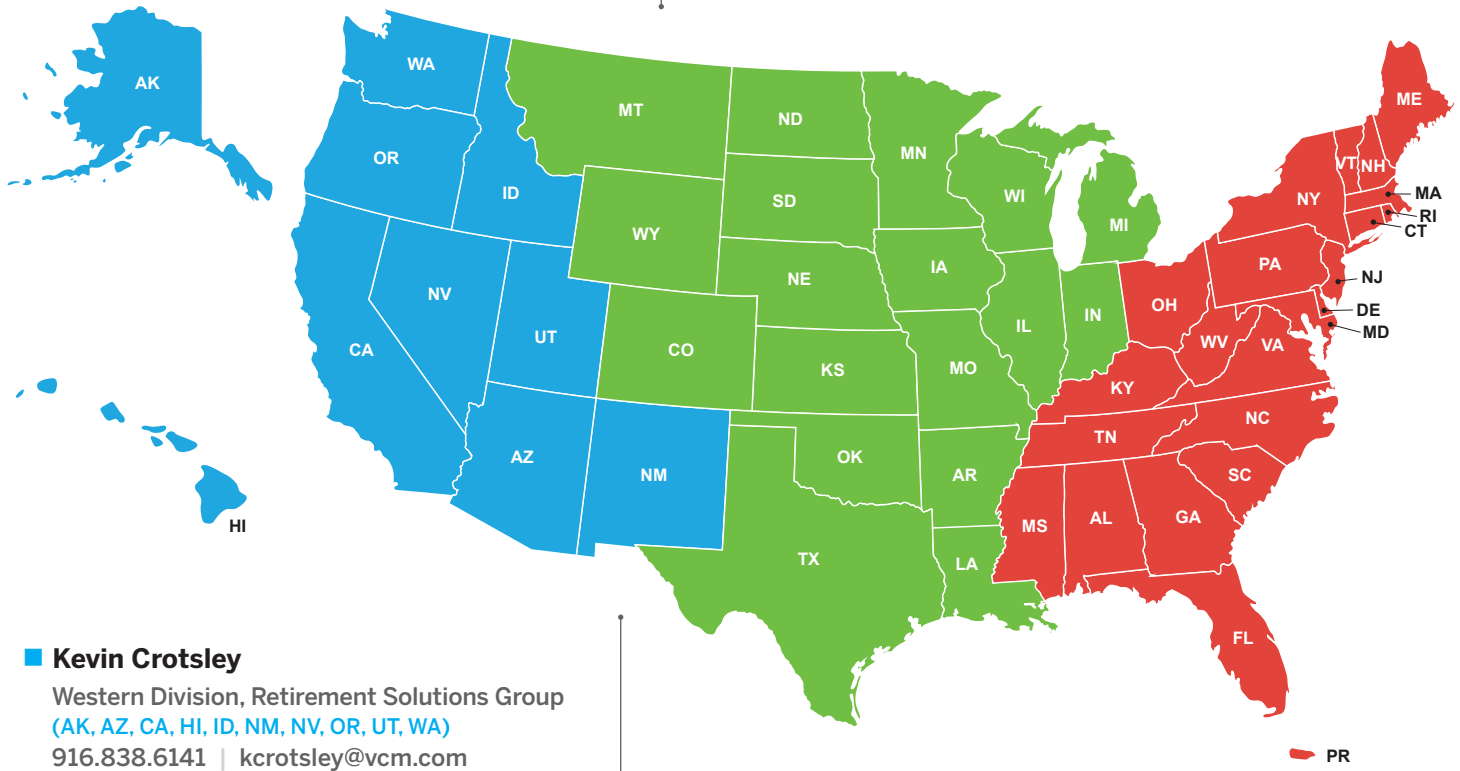 AK
WA
MT
ND
MN
ME
OR
ID
SD
WI
MI
VT
NH
NY
MA
RI
CT
WY
NV
UT
CA
NE
IA
PA
NJ
CO
KS
MO
IL
IN
OH
WV
VA
DE
MD
KY
AZ
NM
OK
AR
TN
NC
SC
HI
TX
LA
MS
AL
GA
FL
PR
Kevin Crotsley
Western Division, Retirement Solutions Group
(AK, AZ, CA, HI, ID, NM, NV, OR, UT, WA)
916.838.6141 | kcrotsley@vcm.com